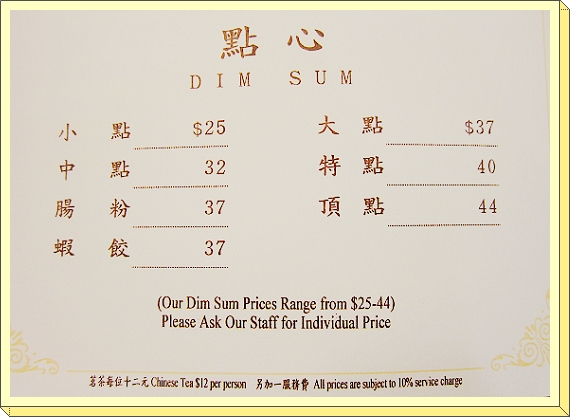 點 心
DIM SUM
小 點 $25
中 點 32
腸 粉 37
蝦 餃 37
大 點 $37
特 點 40
頂 點 44
(Our Dim Sum Prices Range from $25-44)
Please Ask Our Staff for Individual Price
茗茶每位十二元 Chinese Tea $12 per person 另加一服務費 All prices are subject to 10% service charge